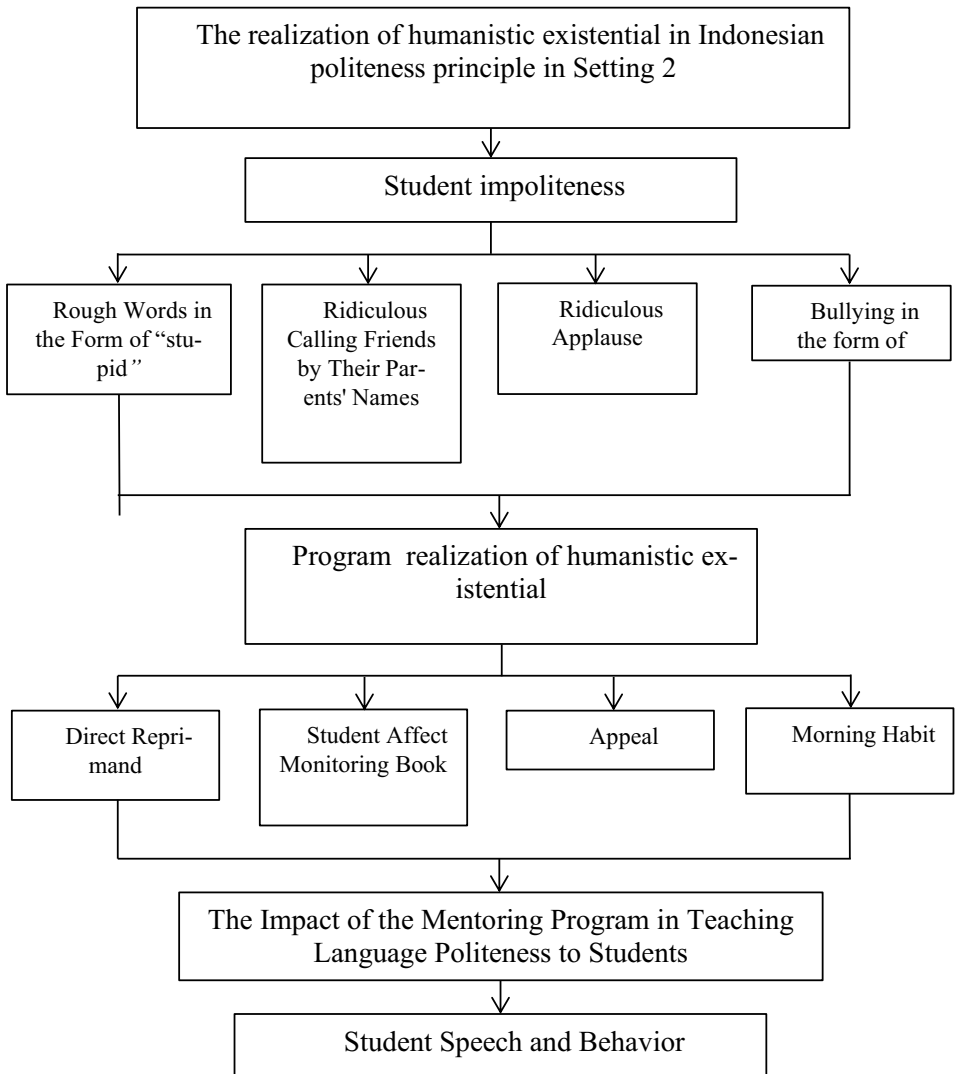 The realization of humanistic existential in Indonesian
politeness principle in Setting 2
Student impoliteness
Rough Words in
the Form of “stu-
pid”
Ridiculous
Calling Friends
by Their Par-
ents' Names
Ridiculous
Applause
Bullying in
the form of
Program realization of humanistic ex-
istential
Direct Repri-
mand
Student Affect
Monitoring Book
Appeal
Morning Habit
The Impact of the Mentoring Program in Teaching
Language Politeness to Students
Student Speech and Behavior